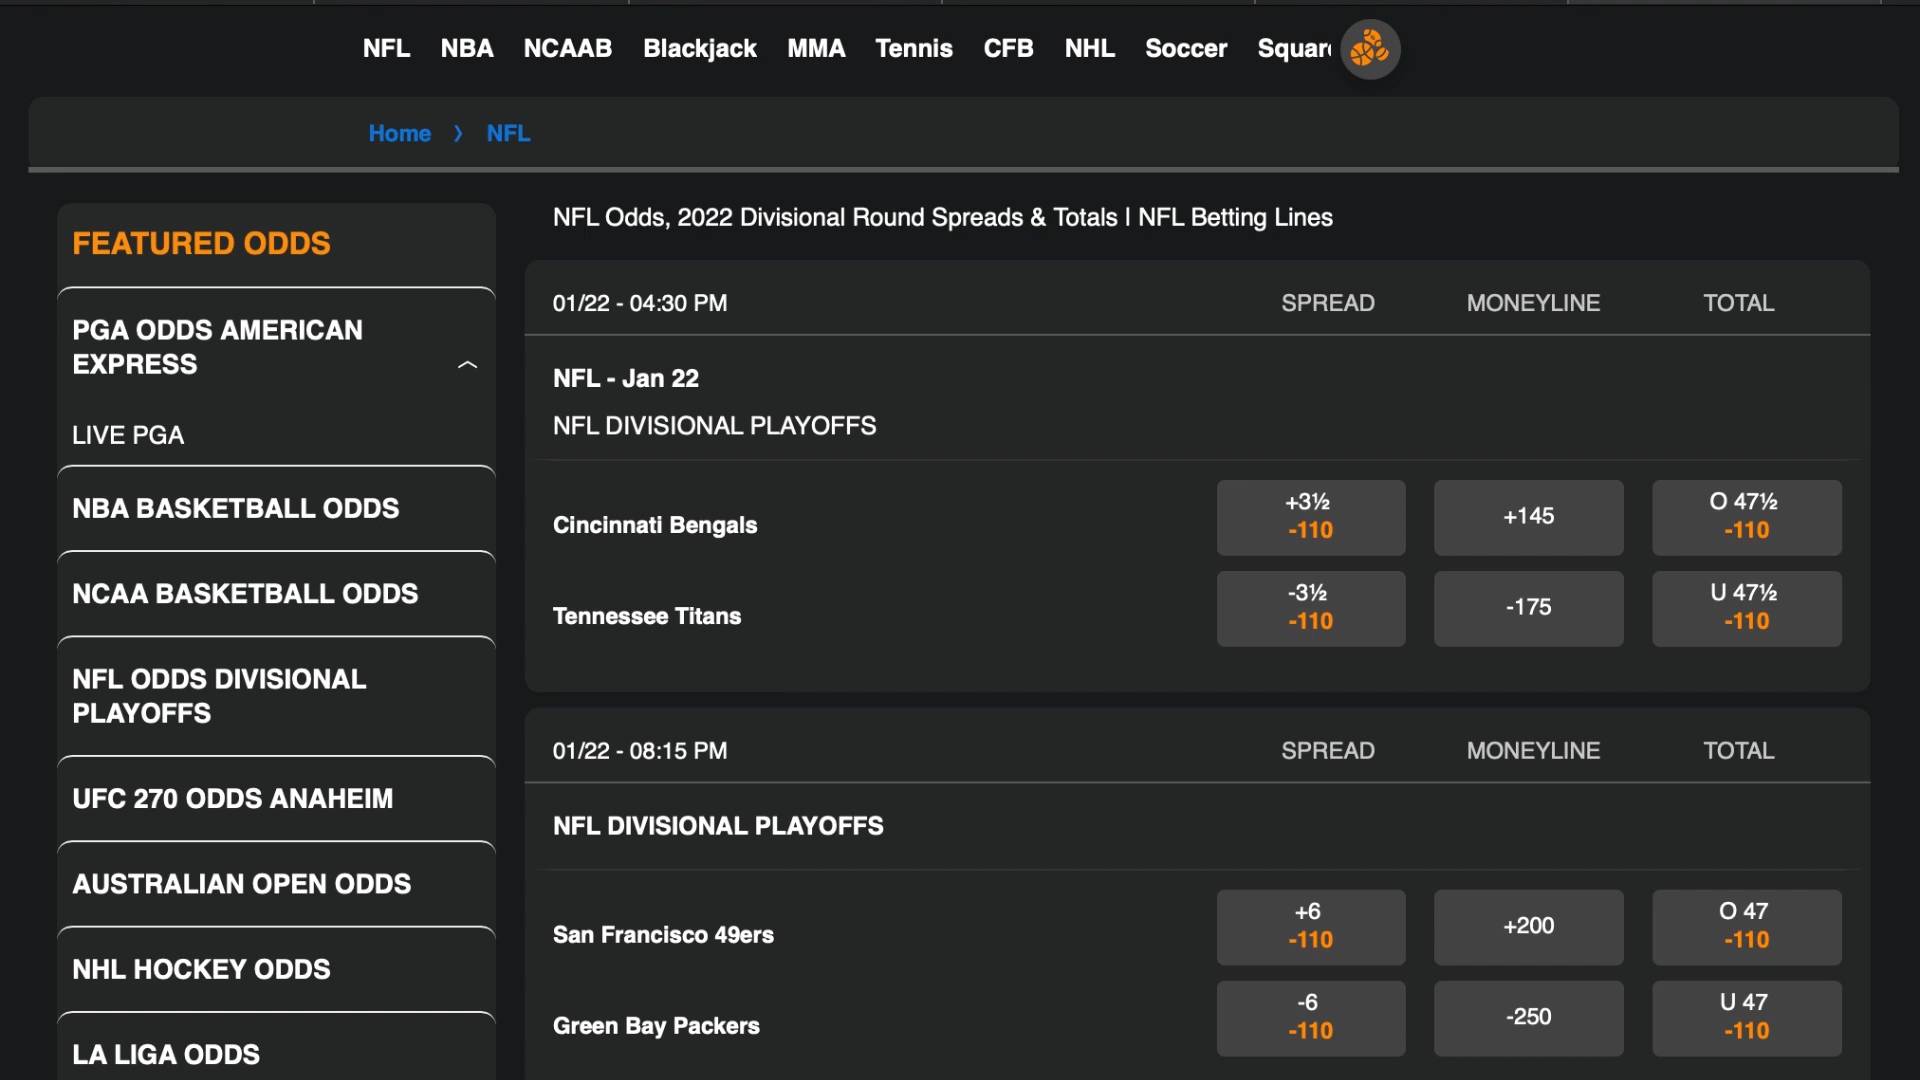 NFL NBA NCAAB Blackjack MMA Tennis CFB NHL Soccer
Home › NFL
FEATURED ODDS
PGA ODDS AMERICAN
EXPRESS
LIVE PGA
NBA BASKETBALL ODDS
NCAA BASKETBALL ODDS
NFL ODDS DIVISIONAL
PLAYOFFS
UFC 270 ODDS ANAHEIM
AUSTRALIAN OPEN ODDS
NHL HOCKEY ODDS
LA LIGA ODDS
NFL Odds, 2022 Divisional Round Spreads & Totals | NFL Betting Lines
01/22 - 04:30 PM SPREAD MONEYLINE TOTAL
NFL - Jan 22
NFL DIVISIONAL PLAYOFFS
Cincinnati Bengals
+3½
-110
+145
O 47½
-110
Tennessee Titans
-3½
-110
-175
U 47½
-110
01/22 - 08:15 PM SPREAD MONEYLINE TOTAL
NFL DIVISIONAL PLAYOFFS
San Francisco 49ers
+6
-110
+200
O 47
-110
Green Bay Packers
-6
-110
-250
U 47
-110